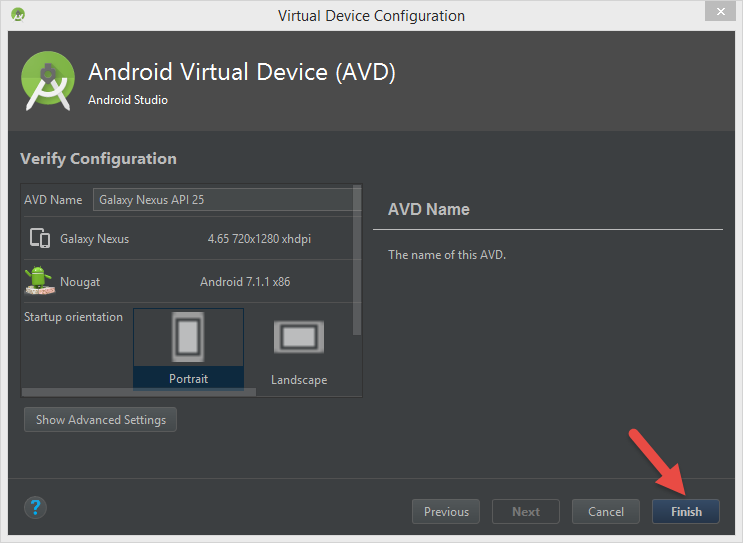 Virtual Device Configuration
Android Virtual Device (AVD)
Android Studio
Verify Configuration
AVD Name Galaxy Nexus API 25
Galaxy Nexus 4.65 720x1280 xhdpi
Nougat Android 7.1.1 x86
Startup orientation
Portrait
Landscape
Show Advanced Settings
AVD Name
The name of this AVD.
?
Previous Next Cancel Finish